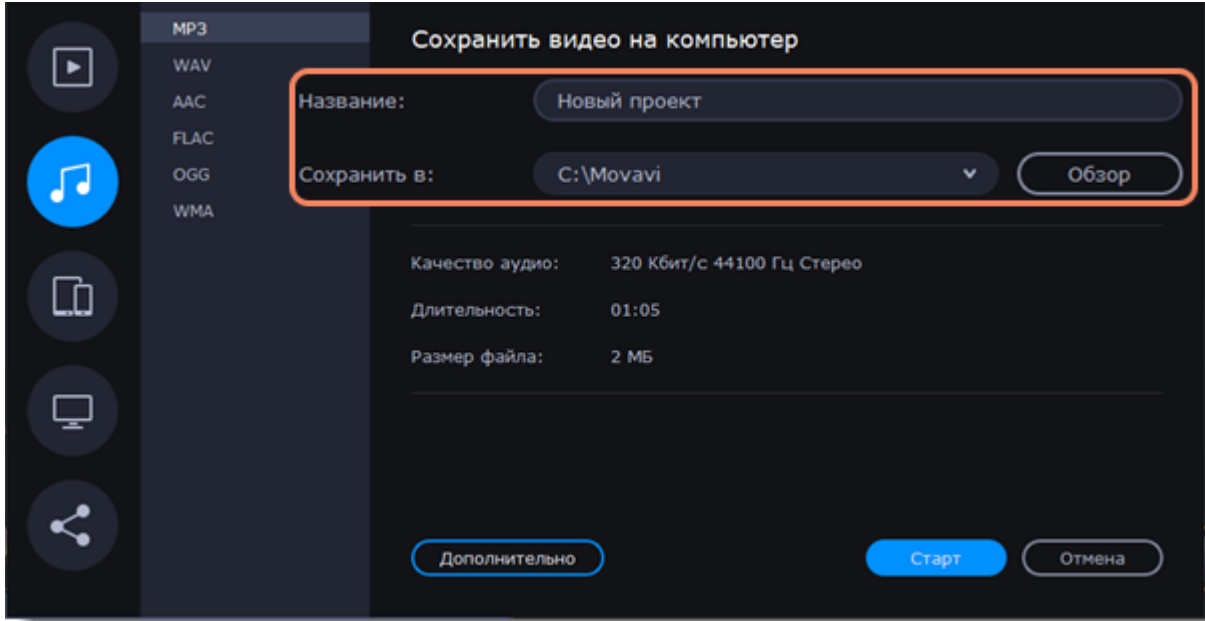 MP3
WAV
AAC
FLAC
OGG
WMA
Сохранить видео на компьютер
Название: Новый проект
Сохранить в: C:\Movavi Обзор
Качество аудио: 320 Кбит/с 44100 Гц Стерео
Длительность: 01:05
Размер файла: 2 МБ
Дополнительно Старт Отмена